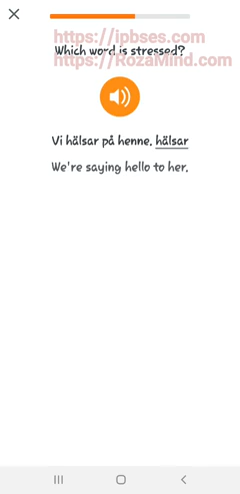 https://ipbses.com
Which word is stressed?
https://RozaMind.com
Vi hälsar på henne. hälsar
We're saying hello to her.